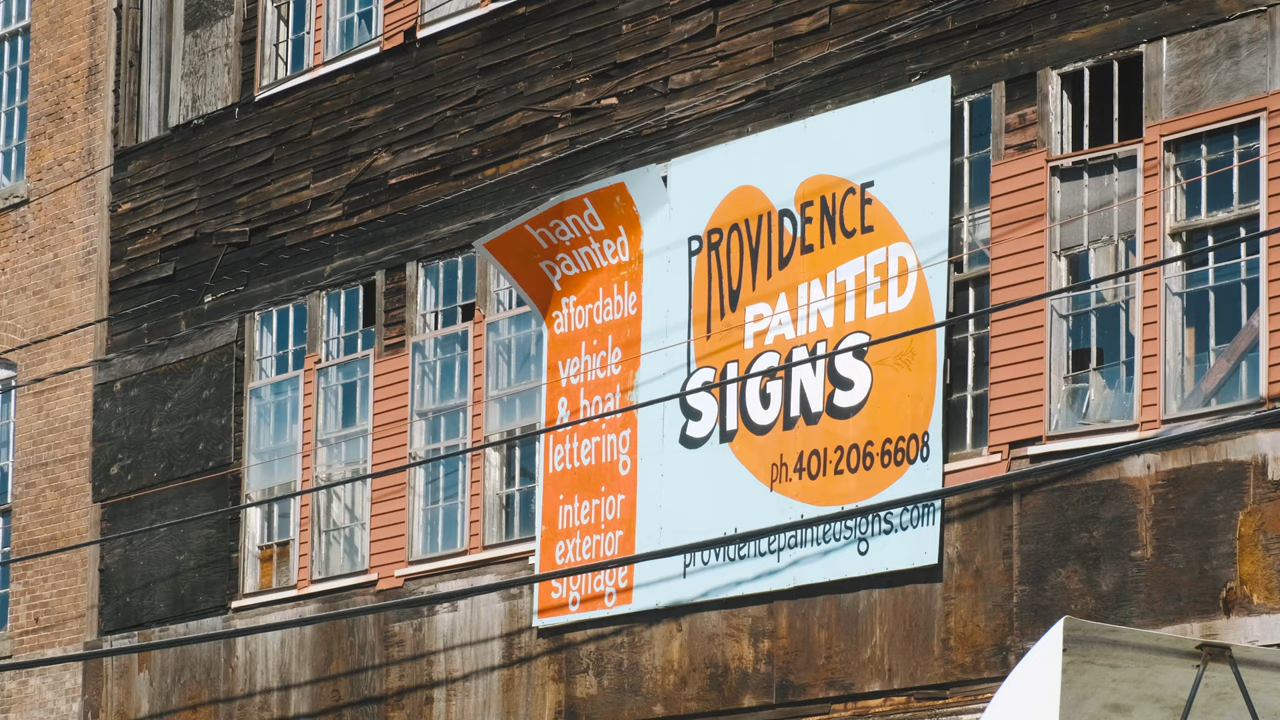 hand
painted
affordable
vehicle
& boat
lettering
interior
exterior
signage
PROVIDENCE
PAINTED
SIGNS
ph.401·206·6608
providencepaintedsigns.com